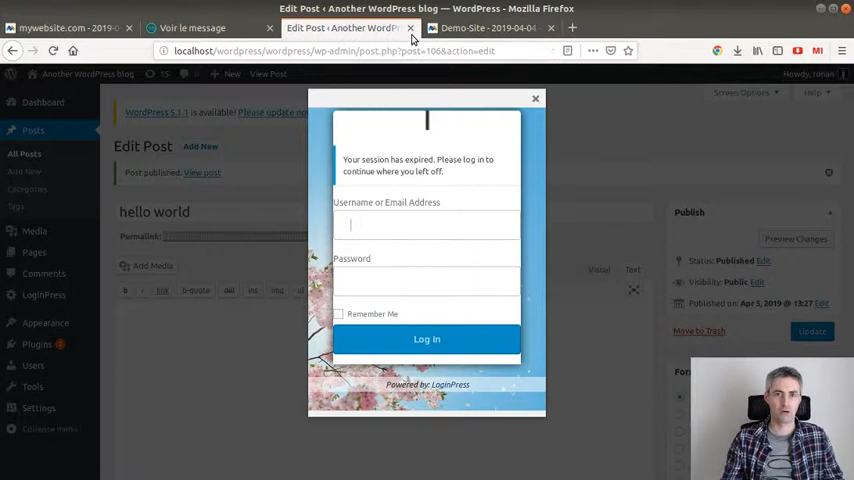 Edit Post ‹ Another WordPress blog — WordPress - Mozilla Firefox
mywebsite.com - 2019-0
Voir le message
Edit Post ‹ Another WordPr
Demo-Site - 2019-04-04 -
localhost/wordpress/wordpress/wp-admin/post.php?post=106&action=edit
Another WordPress blog
15
New
View Post
Howdy, ronan
Dashboard
Posts
All Posts
Add New
Categories
Tags
Media
Pages
Comments
LoginPress
Appearance
Plugins 2
Users
Tools
Settings
Collapse menu
Screen Options
Help
WordPress 5.1.1 is available! Please update no
Edit Post
Add New
Post published. View post
hello world
Permalink:
Add Media
Visual
Text
b
i
link
b-quote
del
ins
img
ul
Your session has expired. Please log in to
continue where you left off.
Username or Email Address
Password
Remember Me
Log In
Powered by: LoginPress
Publish
Preview Changes
Status: Published Edit
Visibility: Public Edit
Published on: Apr 5, 2019 @ 13:27 Edit
Move to Trash
Update